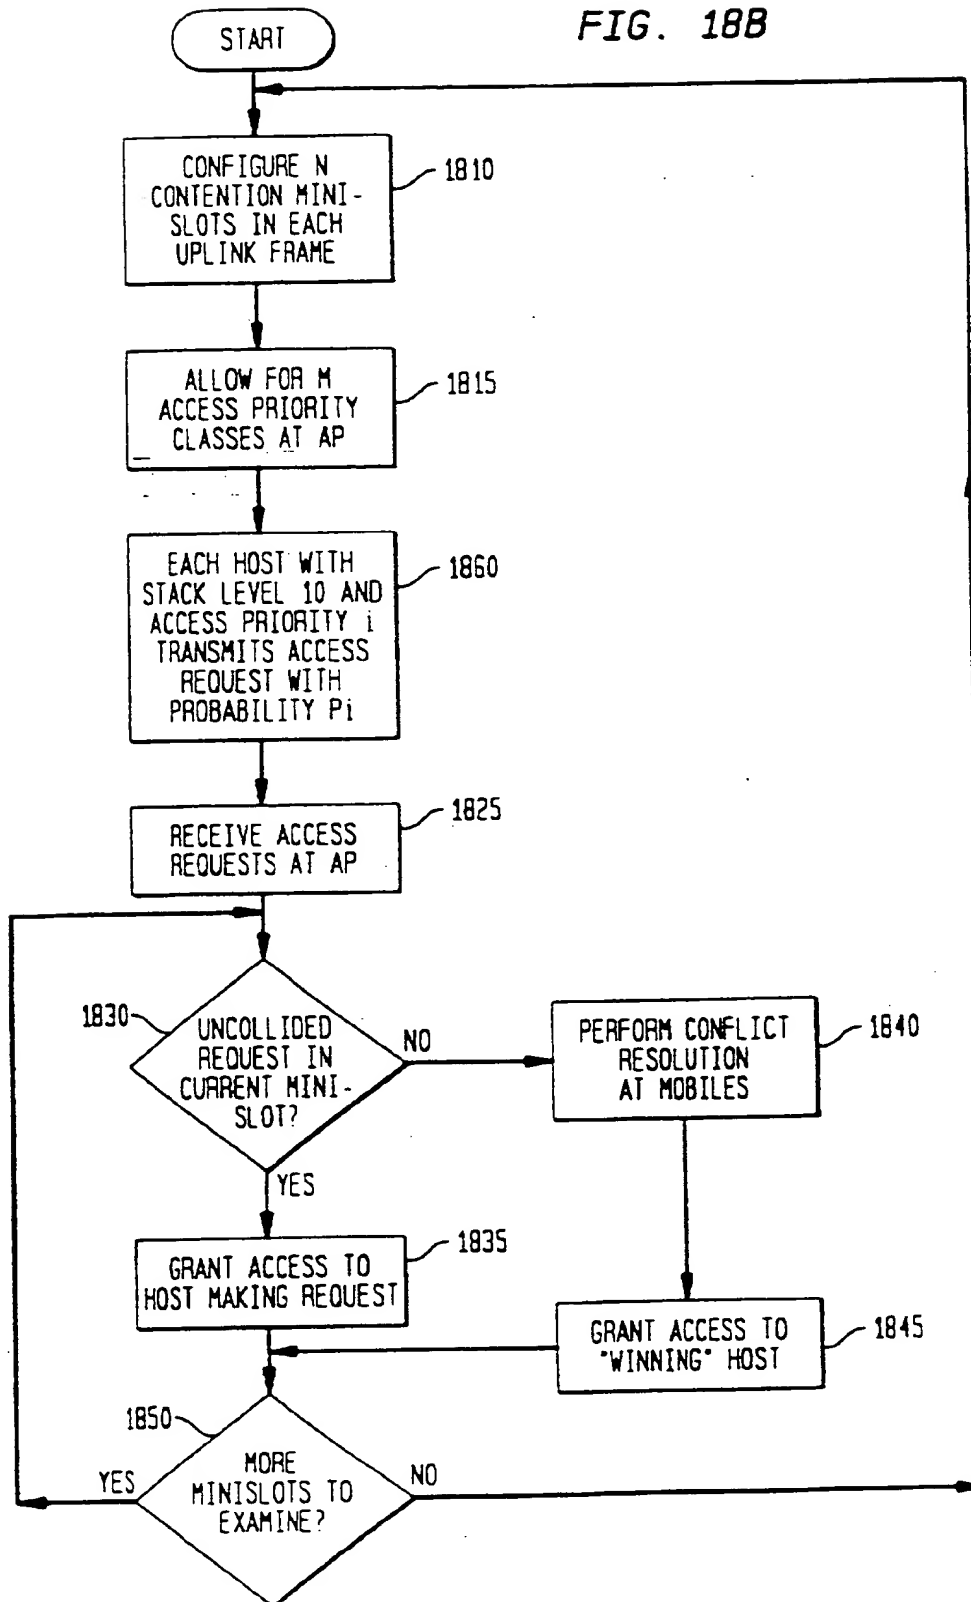 FIG. 18B
START
CONFIGURE N
CONTENTION MINI-
SLOTS IN EACH
UPLINK FRAME
1810
ALLOW FOR M
ACCESS PRIORITY
CLASSES AT AP
1815
EACH HOST WITH
STACK LEVEL 10 AND
ACCESS PRIORITY i
TRANSMITS ACCESS
REQUEST WITH
PROBABILITY Pi
1860
RECEIVE ACCESS
REQUESTS AT AP
1825
1830
UNCOLLIDED
REQUEST IN
CURRENT MINI-
SLOT?
NO
YES
PERFORM CONFLICT
RESOLUTION
AT MOBILES
1840
GRANT ACCESS TO
HOST MAKING REQUEST
1835
GRANT ACCESS TO
"WINNING" HOST
1845
1850
MORE
MINISLOTS TO
EXAMINE?
YES
NO